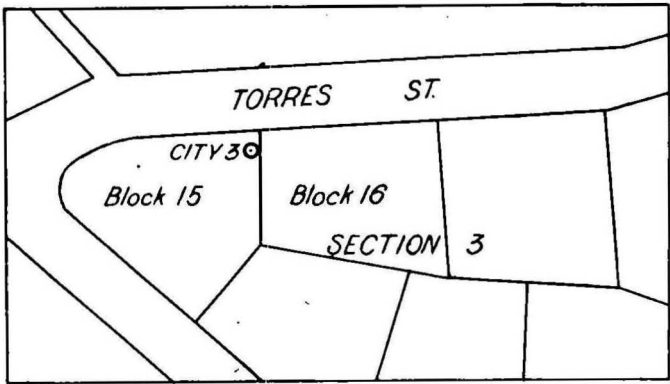 TORRES ST.
CITY 3
Block 15
Block 16
SECTION 3